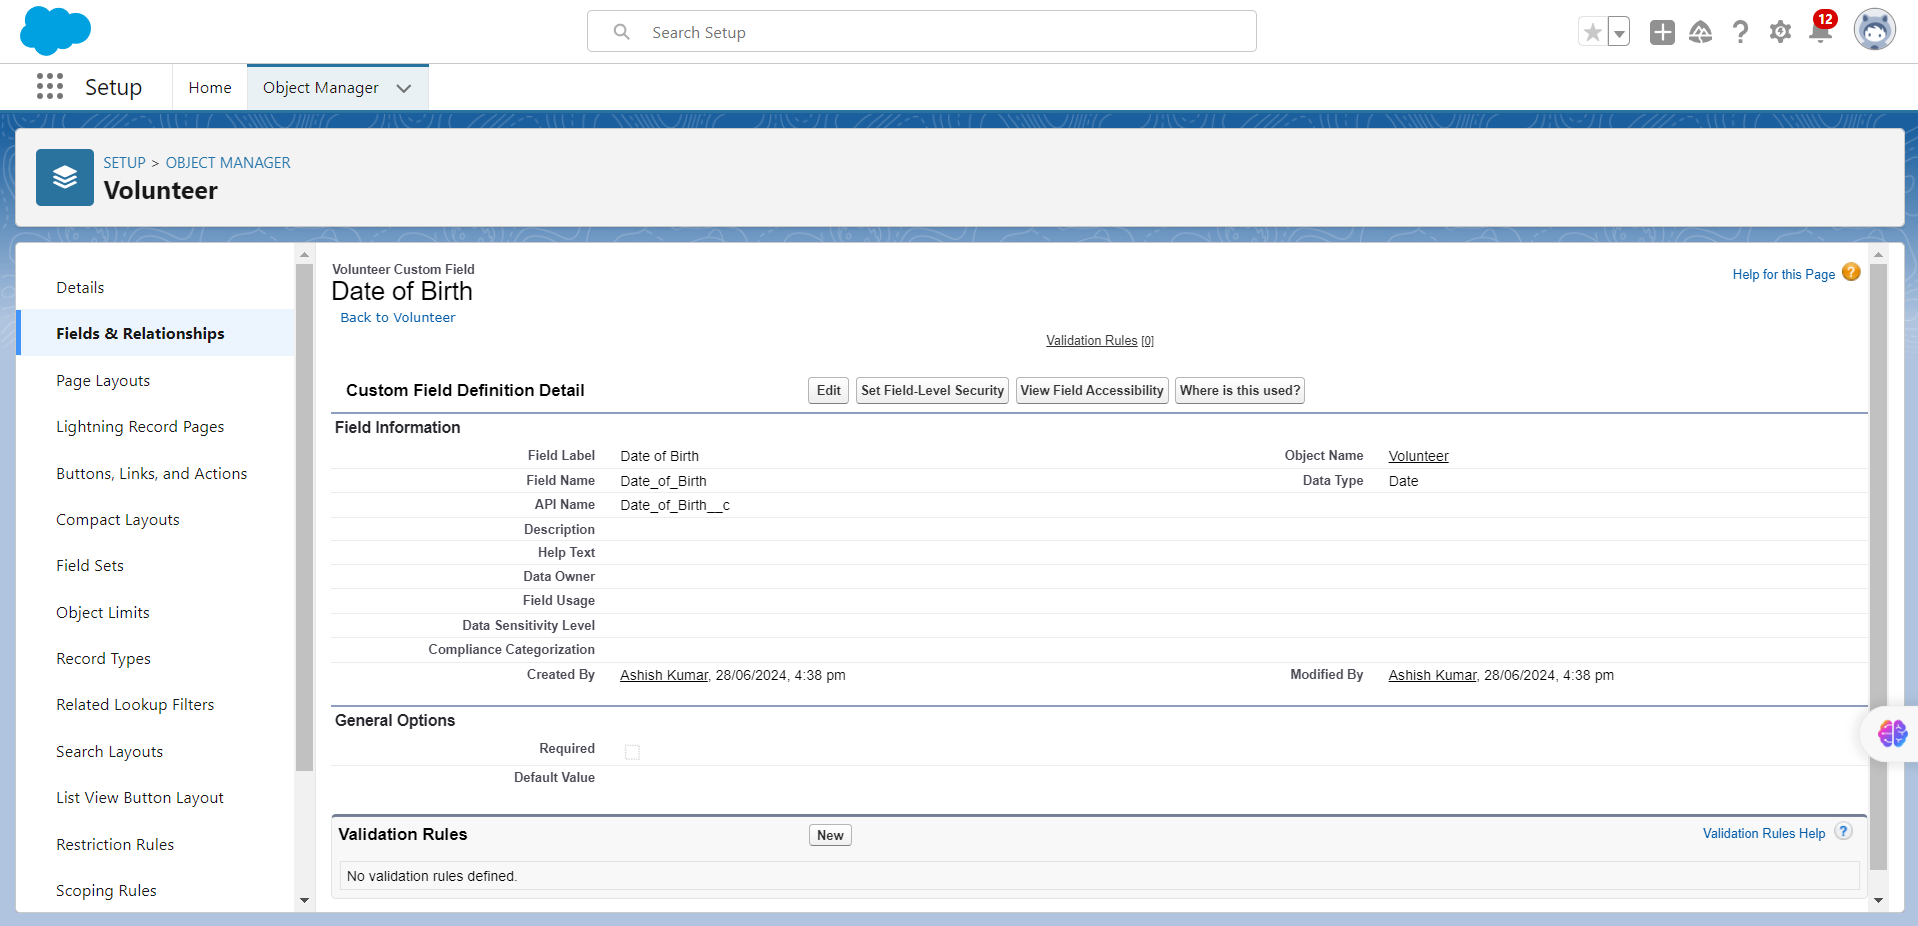 Search Setup
12
Setup
Home
Object Manager
SETUP > OBJECT MANAGER
Volunteer
Details
Fields & Relationships
Page Layouts
Lightning Record Pages
Buttons, Links, and Actions
Compact Layouts
Field Sets
Object Limits
Record Types
Related Lookup Filters
Search Layouts
List View Button Layout
Restriction Rules
Scoping Rules
Volunteer Custom Field
Date of Birth
Back to Volunteer
Help for this Page ?
Validation Rules [0]
Custom Field Definition Detail
Edit
Set Field-Level Security
View Field Accessibility
Where is this used?
Field Information
Field Label Date of Birth Object Name Volunteer
Field Name Date_of_Birth Data Type Date
API Name Date_of_Birth__c
Description
Help Text
Data Owner
Field Usage
Data Sensitivity Level
Compliance Categorization
Created By Ashish Kumar, 28/06/2024, 4:38 pm Modified By Ashish Kumar, 28/06/2024, 4:38 pm
General Options
Required
Default Value
Validation Rules
New
Validation Rules Help ?
No validation rules defined.